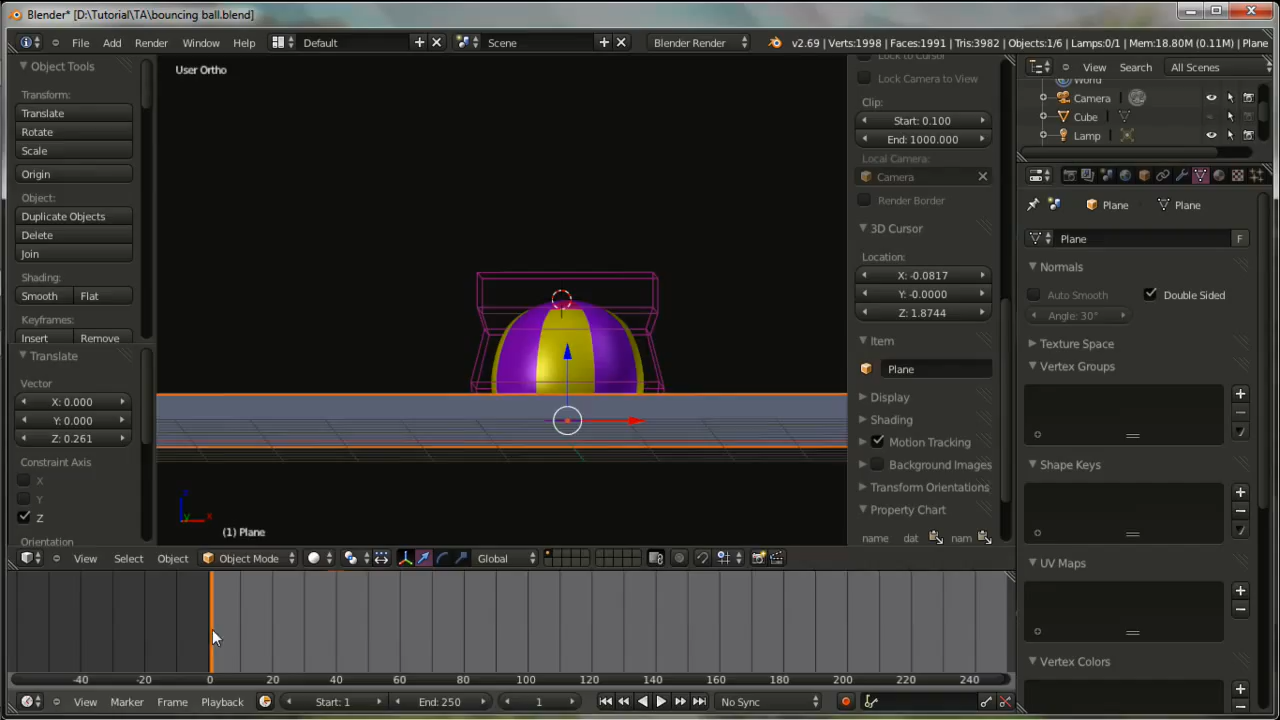 Blender* [D:\Tutorial\TA\bouncing ball.blend]
File Add Render Window Help Default Scene Blender Render v2.69 | Verts:1998 | Faces:1991 | Tris:3982 | Objects:1/6 | Lamps:0/1 | Mem:18.80M (0.11M) | Plane
Object Tools
Transform:
Translate
Rotate
Scale
Origin
Object:
Duplicate Objects
Delete
Join
Shading:
Smooth Flat
Keyframes:
Insert Remove
Translate
Vector
X: 0.000
Y: 0.000
Z: 0.261
Constraint Axis
X
Y
Z
Orientation
User Ortho
z
y x
(1) Plane
Lock to Cursor
Lock Camera to View
Clip:
Start: 0.100
End: 1000.000
Local Camera:
Camera
Render Border
3D Cursor
Location:
X: -0.0817
Y: -0.0000
Z: 1.8744
Item
Plane
Display
Shading
Motion Tracking
Background Images
Transform Orientations
Property Chart
name dat nam
View Search All Scenes
World
Camera
Cube
Lamp
Plane Plane
Plane F
Normals
Auto Smooth Double Sided
Angle: 30°
Texture Space
Vertex Groups
Shape Keys
UV Maps
Vertex Colors
View Select Object Object Mode Global
-40 -20 0 20 40 60 80 100 120 140 160 180 200 220 240
View Marker Frame Playback Start: 1 End: 250 1 No Sync